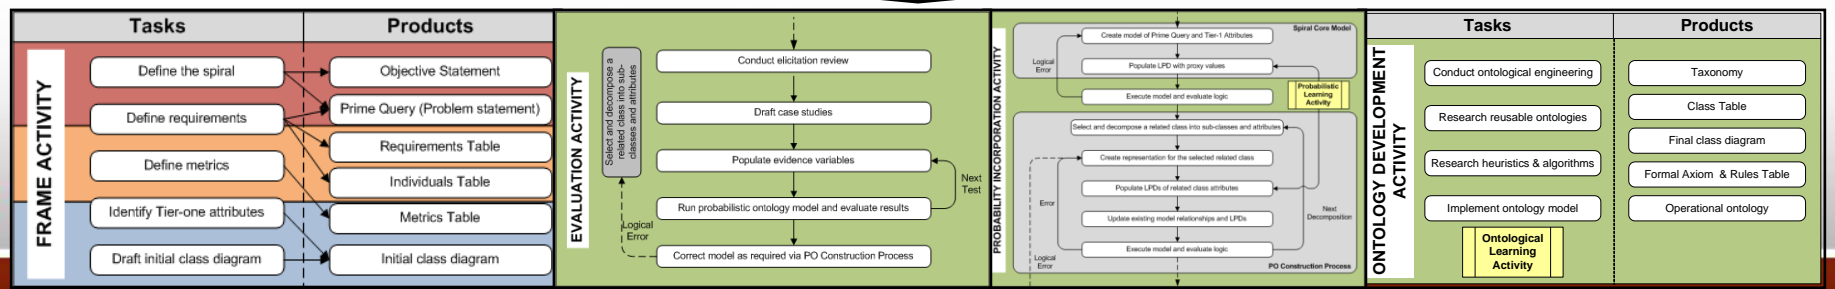 Tasks
Products
FRAME ACTIVITY
Define the spiral
Define requirements
Define metrics
Identify Tier-one attributes
Draft initial class diagram
Objective Statement
Prime Query (Problem statement)
Requirements Table
Individuals Table
Metrics Table
Initial class diagram
EVALUATION ACTIVITY
Select and decompose a
related class into sub-
classes and attributes
Conduct elicitation review
Draft case studies
Populate evidence variables
Run probabilistic ontology model and evaluate results
Correct model as required via PO Construction Process
Next
Test
Logical
Error
PROBABILITY INCORPORATION ACTIVITY
Spiral Core Model
Create model of Prime Query and Tier-1 Attributes
Populate LPD with proxy values
Execute model and evaluate logic
Logical
Error
Probabilistic
Learning
Activity
Select and decompose a related class into sub-classes and attributes
Create representation for the selected related class
Populate LPDs of related class attributes
Update existing model relationships and LPDs
Execute model and evaluate logic
Error
Next
Decomposition
Logical
Error
PO Construction Process
Tasks
Products
ONTOLOGY DEVELOPMENT
ACTIVITY
Conduct ontological engineering
Research reusable ontologies
Research heuristics & algorithms
Implement ontology model
Ontological
Learning
Activity
Taxonomy
Class Table
Final class diagram
Formal Axiom & Rules Table
Operational ontology